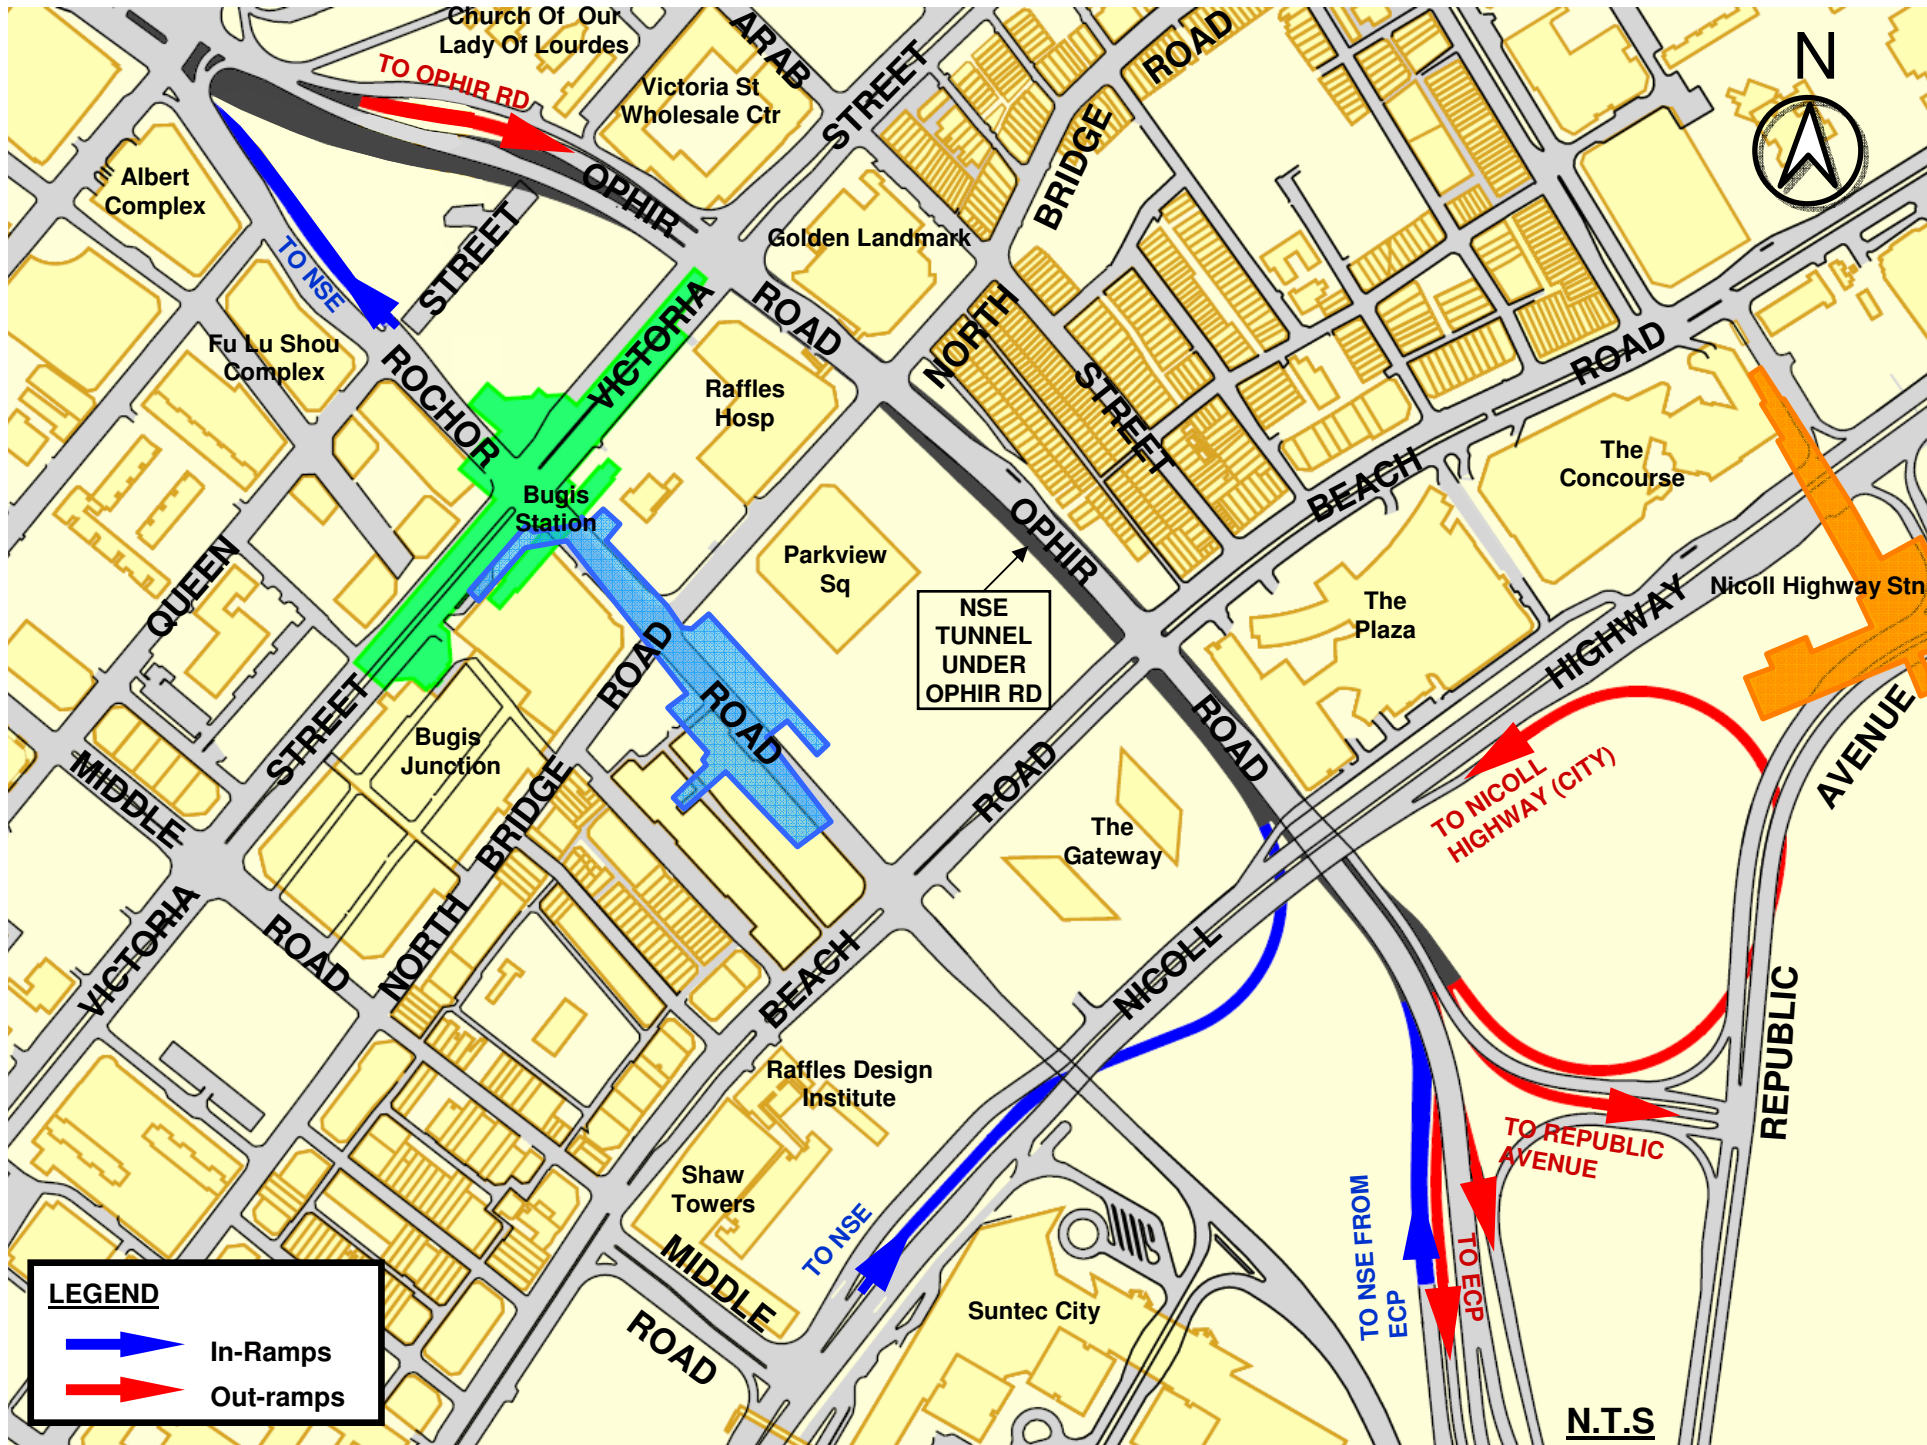 Church Of Our
Lady Of Lourdes
ARAB
STREET
ROAD
N
TO OPHIR RD
Victoria St
Wholesale Ctr
BRIDGE
Albert
Complex
OPHIR
Golden Landmark
STREET
TO NSE
VICTORIA
ROAD
NORTH
Fu Lu Shou
Complex
ROCHOR
Raffles
Hosp
STREET
ROAD
BEACH
The
Concourse
Bugis
Station
OPHIR
Parkview
Sq
QUEEN
Nicoll Highway Stn
NSE
TUNNEL
UNDER
OPHIR RD
The
Plaza
HIGHWAY
ROAD
ROAD
ROAD
STREET
Bugis
Junction
MIDDLE
AVENUE
ROAD
TO NICOLL
HIGHWAY (CITY)
BRIDGE
The
Gateway
VICTORIA
ROAD
NORTH
BEACH
NICOLL
REPUBLIC
Raffles Design
Institute
TO REPUBLIC
AVENUE
Shaw
Towers
TO NSE
TO NSE FROM
ECP
TO ECP
MIDDLE
ROAD
Suntec City
LEGEND
In-Ramps
Out-ramps
N.T.S